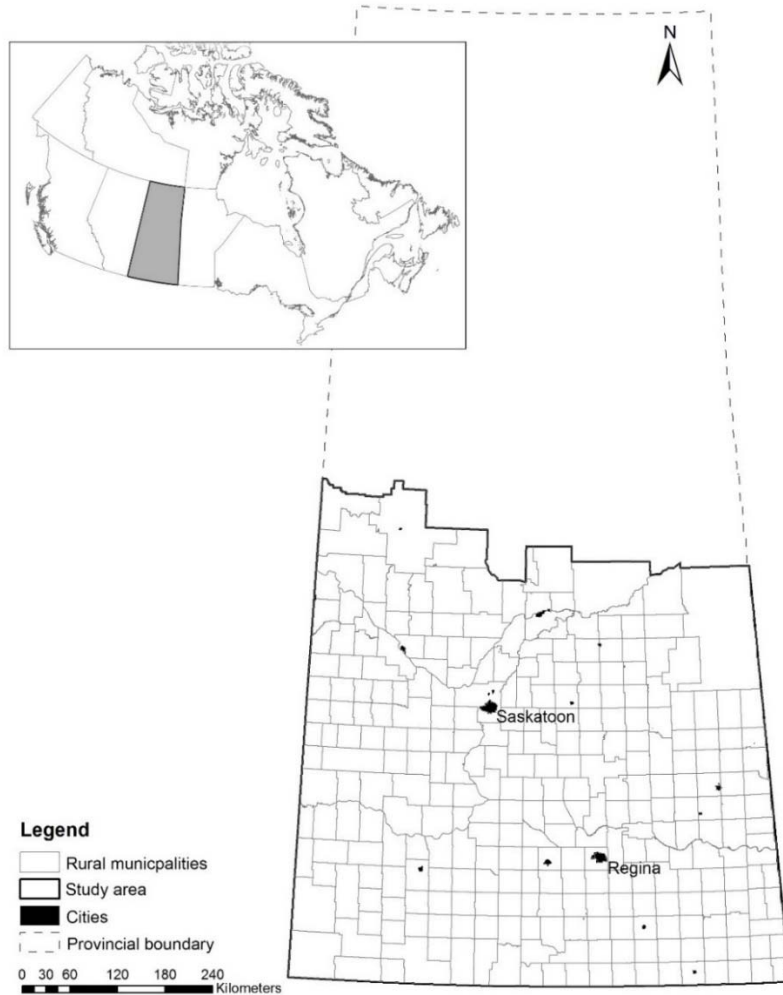 N
Saskatoon
Regina
Legend
Rural municpalities
Study area
Cities
Provincial boundary
0 30 60 120 180 240
Kilometers